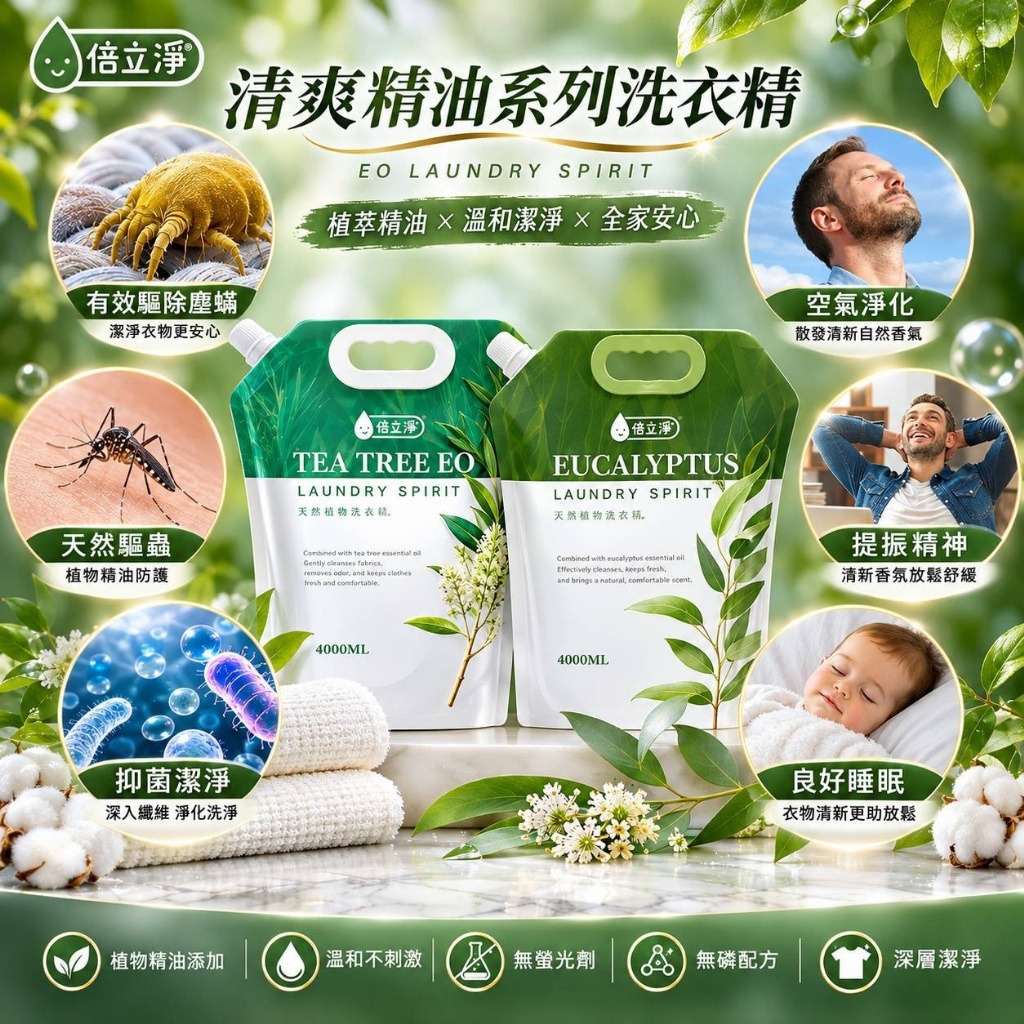 倍立淨®
清爽精油系列洗衣精
EO LAUNDRY SPIRIT
植萃精油 × 溫和潔淨 × 全家安心
有效驅除塵蟎
潔淨衣物更安心
天然驅蟲
植物精油防護
抑菌潔淨
深入纖維 淨化洗淨
空氣淨化
散發清新自然香氣
提振精神
清新香氛放鬆舒緩
良好睡眠
衣物清新更助放鬆
倍立淨®
TEA TREE EO
LAUNDRY SPIRIT
天然植物洗衣精。
Combined with tea tree essential oil
Gently cleanses fabrics,
removes odor, and keeps clothes
fresh and comfortable.
4000ML
倍立淨®
EUCALYPTUS
LAUNDRY SPIRIT
天然植物洗衣精。
Combined with eucalyptus essential oil
Effectively cleanses, keeps fresh,
and brings a natural, comfortable scent.
4000ML
植物精油添加
溫和不刺激
無螢光劑
無磷配方
深層潔淨